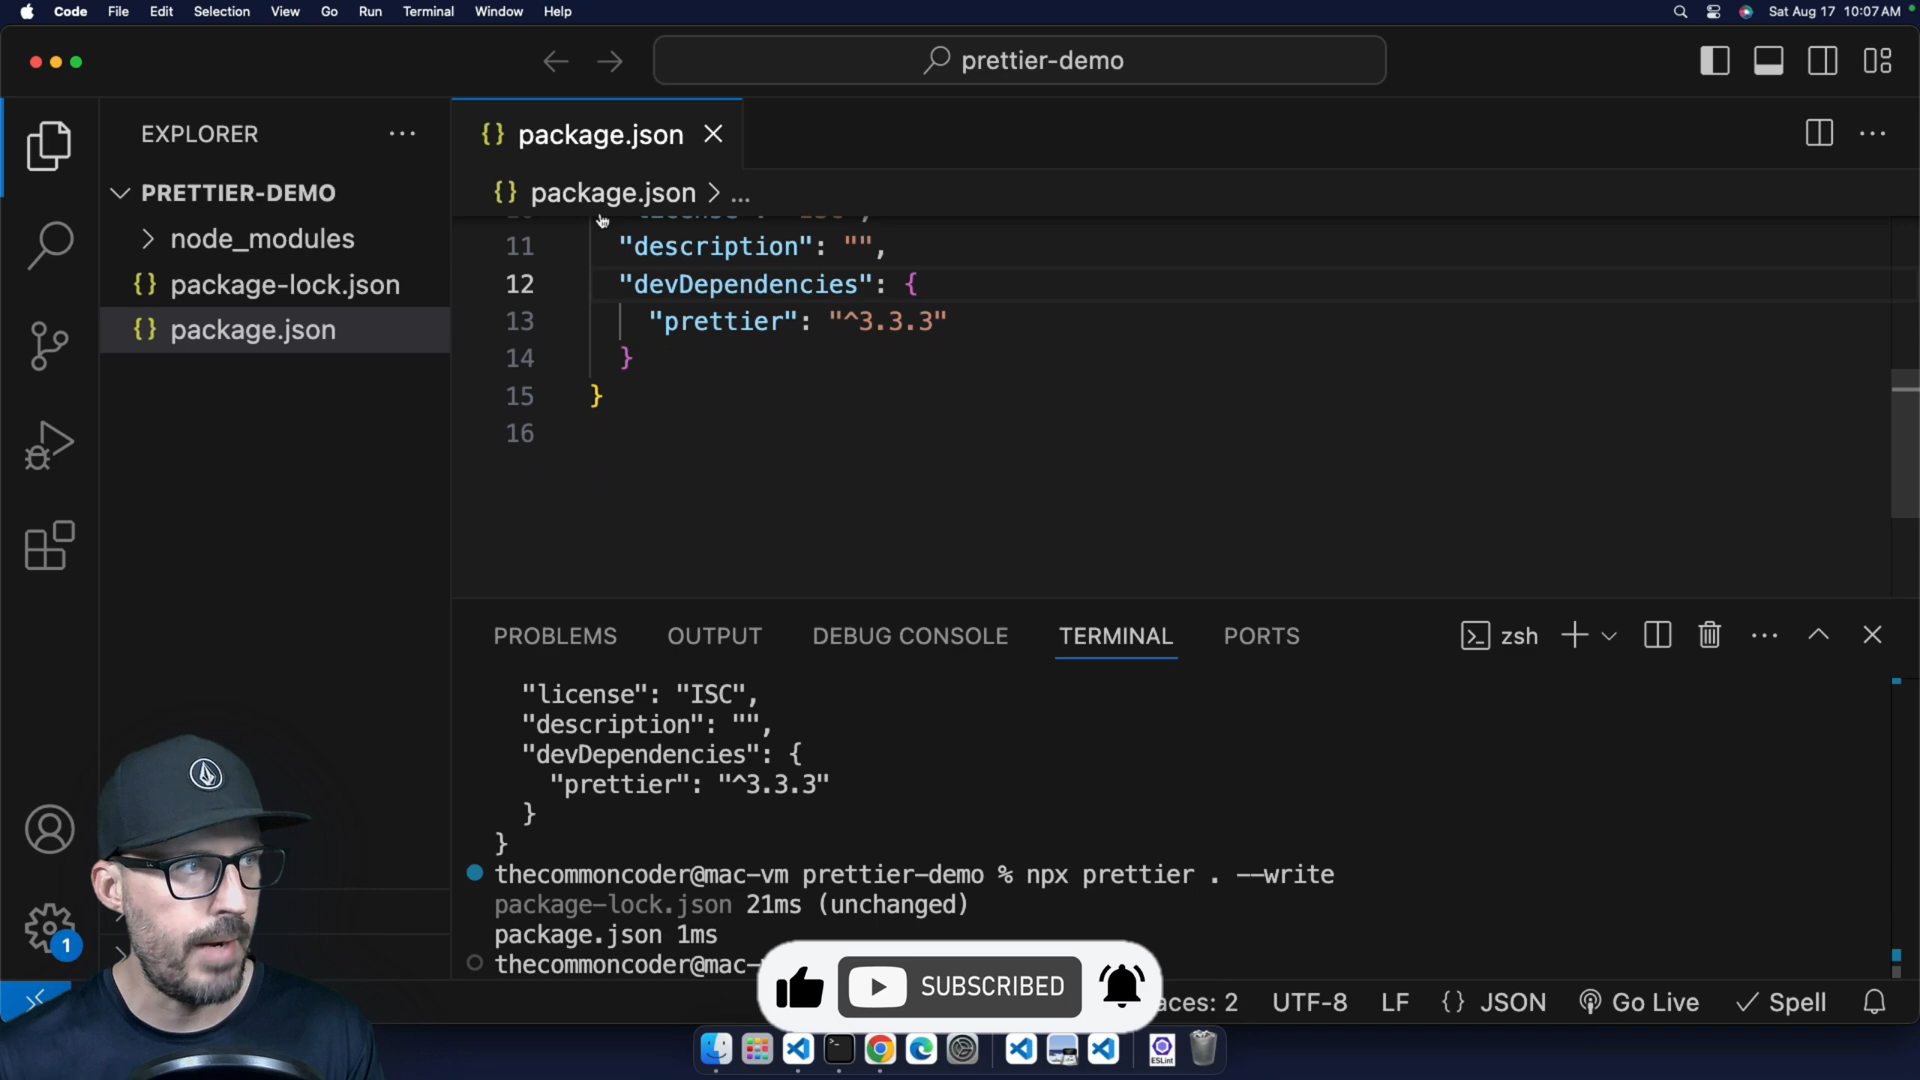 Code File Edit Selection View Go Run Terminal Window Help
Sat Aug 17 10:07 AM
prettier-demo
EXPLORER
PRETTIER-DEMO
node_modules
{} package-lock.json
{} package.json
{} package.json
{} package.json > ...
11 "description": "",
12 "devDependencies": {
13 "prettier": "^3.3.3"
14 }
15 }
16
PROBLEMS OUTPUT DEBUG CONSOLE TERMINAL PORTS
zsh
"license": "ISC",
"description": "",
"devDependencies": {
"prettier": "^3.3.3"
}
}
thecommoncoder@mac-vm prettier-demo % npx prettier . --write
package-lock.json 21ms (unchanged)
package.json 1ms
thecommoncoder@mac-
SUBSCRIBED
1
aces: 2 UTF-8 LF {} JSON Go Live Spell
ESLint